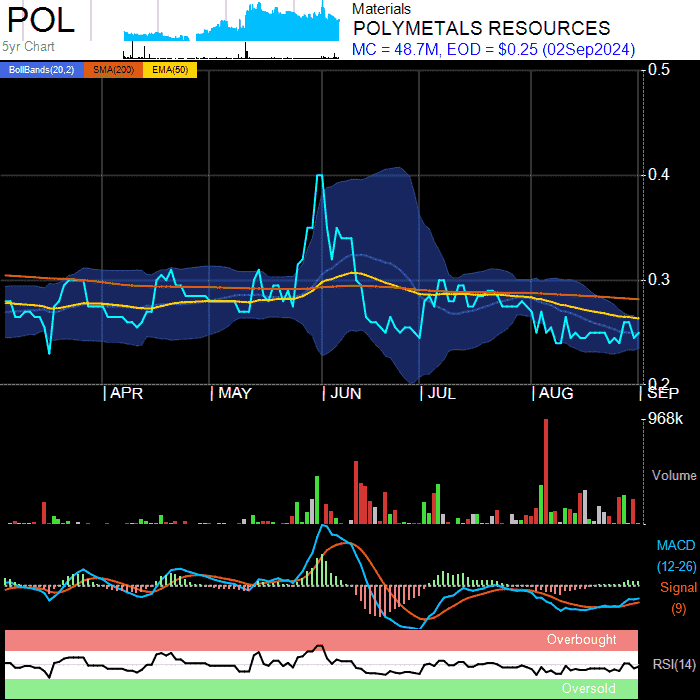 POL
5yr Chart
Materials
POLYMETALS RESOURCES
MC = 48.7M, EOD = $0.25 (02Sep2024)
BollBands(20,2) SMA(200) EMA(50)
0.5
0.4
0.3
0.2
| APR | MAY | JUN | JUL | AUG | SEP
968k
Volume
MACD
(12-26)
Signal
(9)
Overbought
RSI(14)
Oversold